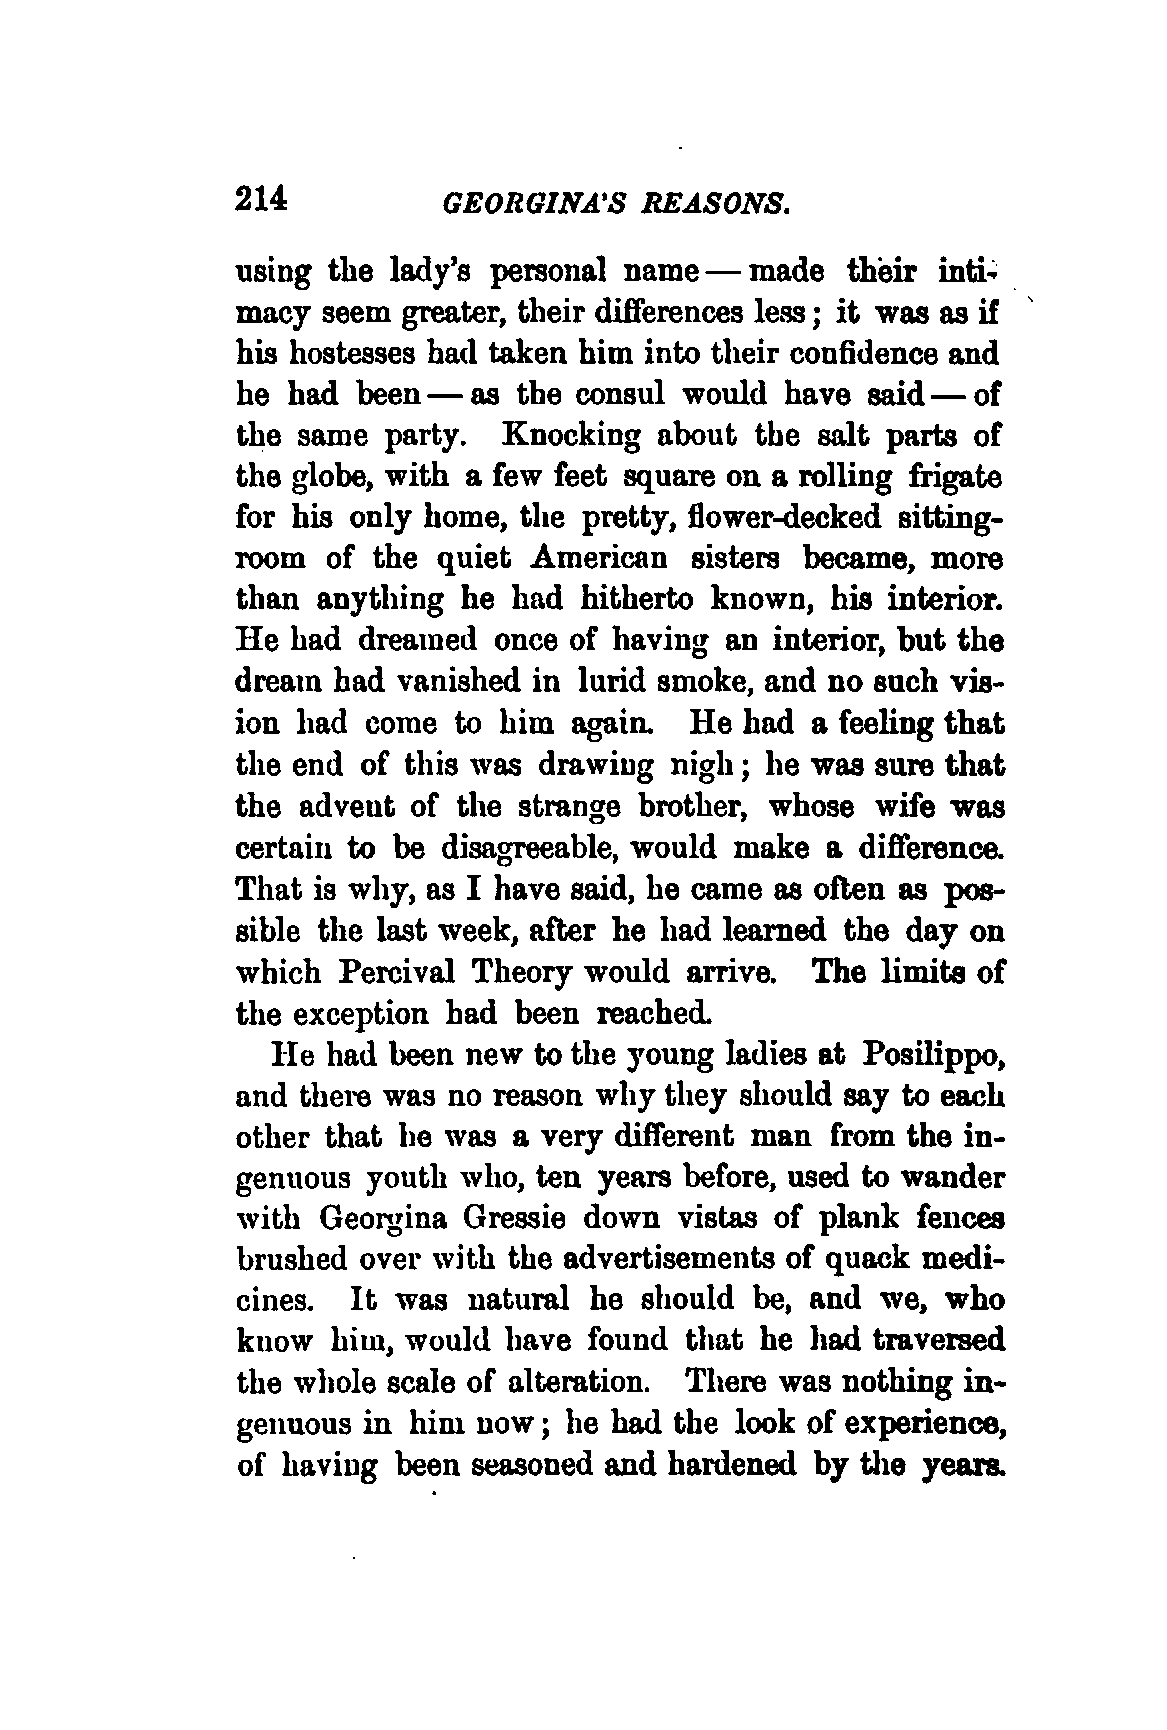 214 GEORGINA'S REASONS.
using the lady's personal name — made their inti-
macy seem greater, their differences less; it was as if
his hostesses had taken him into their confidence and
he had been — as the consul would have said — of
the same party. Knocking about the salt parts of
the globe, with a few feet square on a rolling frigate
for his only home, the pretty, flower-decked sitting-
room of the quiet American sisters became, more
than anything he had hitherto known, his interior.
He had dreamed once of having an interior, but the
dream had vanished in lurid smoke, and no such vis-
ion had come to him again. He had a feeling that
the end of this was drawing nigh; he was sure that
the advent of the strange brother, whose wife was
certain to be disagreeable, would make a difference.
That is why, as I have said, he came as often as pos-
sible the last week, after he had learned the day on
which Percival Theory would arrive. The limits of
the exception had been reached.
He had been new to the young ladies at Posilippo,
and there was no reason why they should say to each
other that he was a very different man from the in-
genuous youth who, ten years before, used to wander
with Georgina Gressie down vistas of plank fences
brushed over with the advertisements of quack medi-
cines. It was natural he should be, and we, who
know him, would have found that he had traversed
the whole scale of alteration. There was nothing in-
genuous in him now; he had the look of experience,
of having been seasoned and hardened by the years.